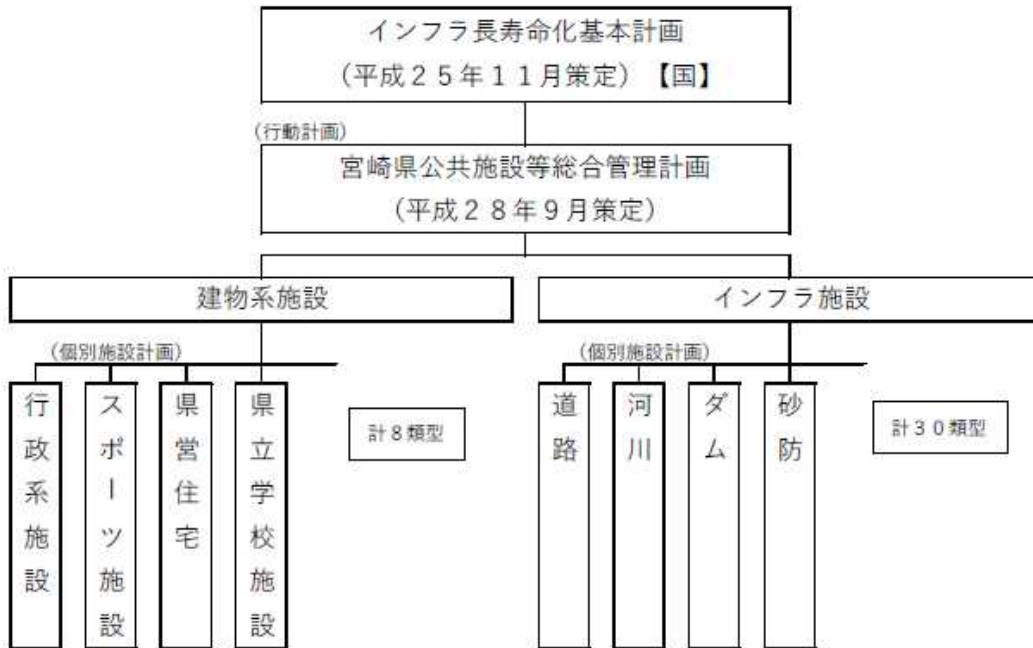 インフラ長寿命化基本計画
(平成２５年１１月策定)【国】
(行動計画)
宮崎県公共施設等総合管理計画
(平成２８年９月策定)
建物系施設
インフラ施設
(個別施設計画)
(個別施設計画)
行政系施設
スポーツ施設
県営住宅
県立学校施設
計８類型
道路
河川
ダム
砂防
計３０類型